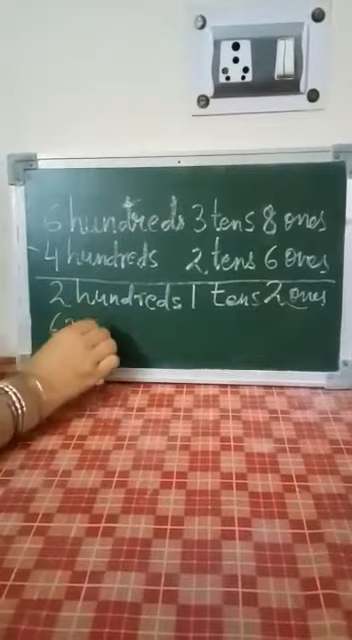 6 hundreds 3 tens 8 ones
- 4 hundreds 2 tens 6 ones
2 hundreds 1 tens 2 ones